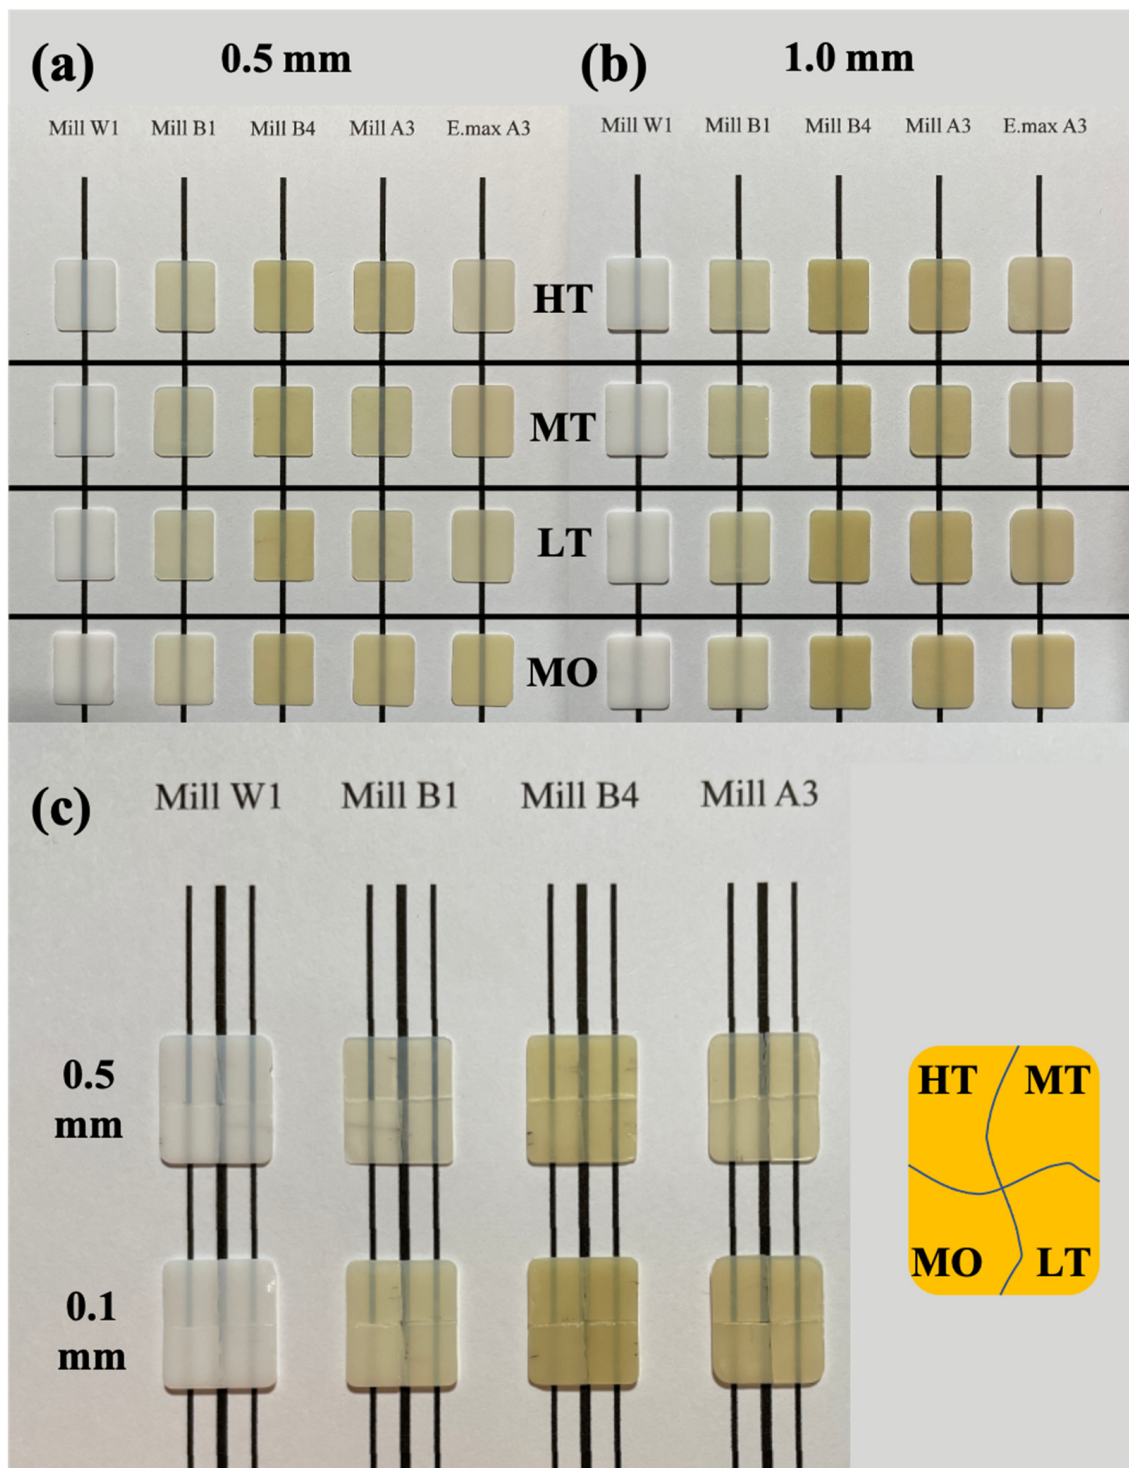 (a) 0.5 mm (b) 1.0 mm
Mill W1 Mill B1 Mill B4 Mill A3 E.max A3 Mill W1 Mill B1 Mill B4 Mill A3 E.max A3
HT
MT
LT
MO
(c) Mill W1 Mill B1 Mill B4 Mill A3
0.5
mm
0.1
mm
HT MT
MO LT